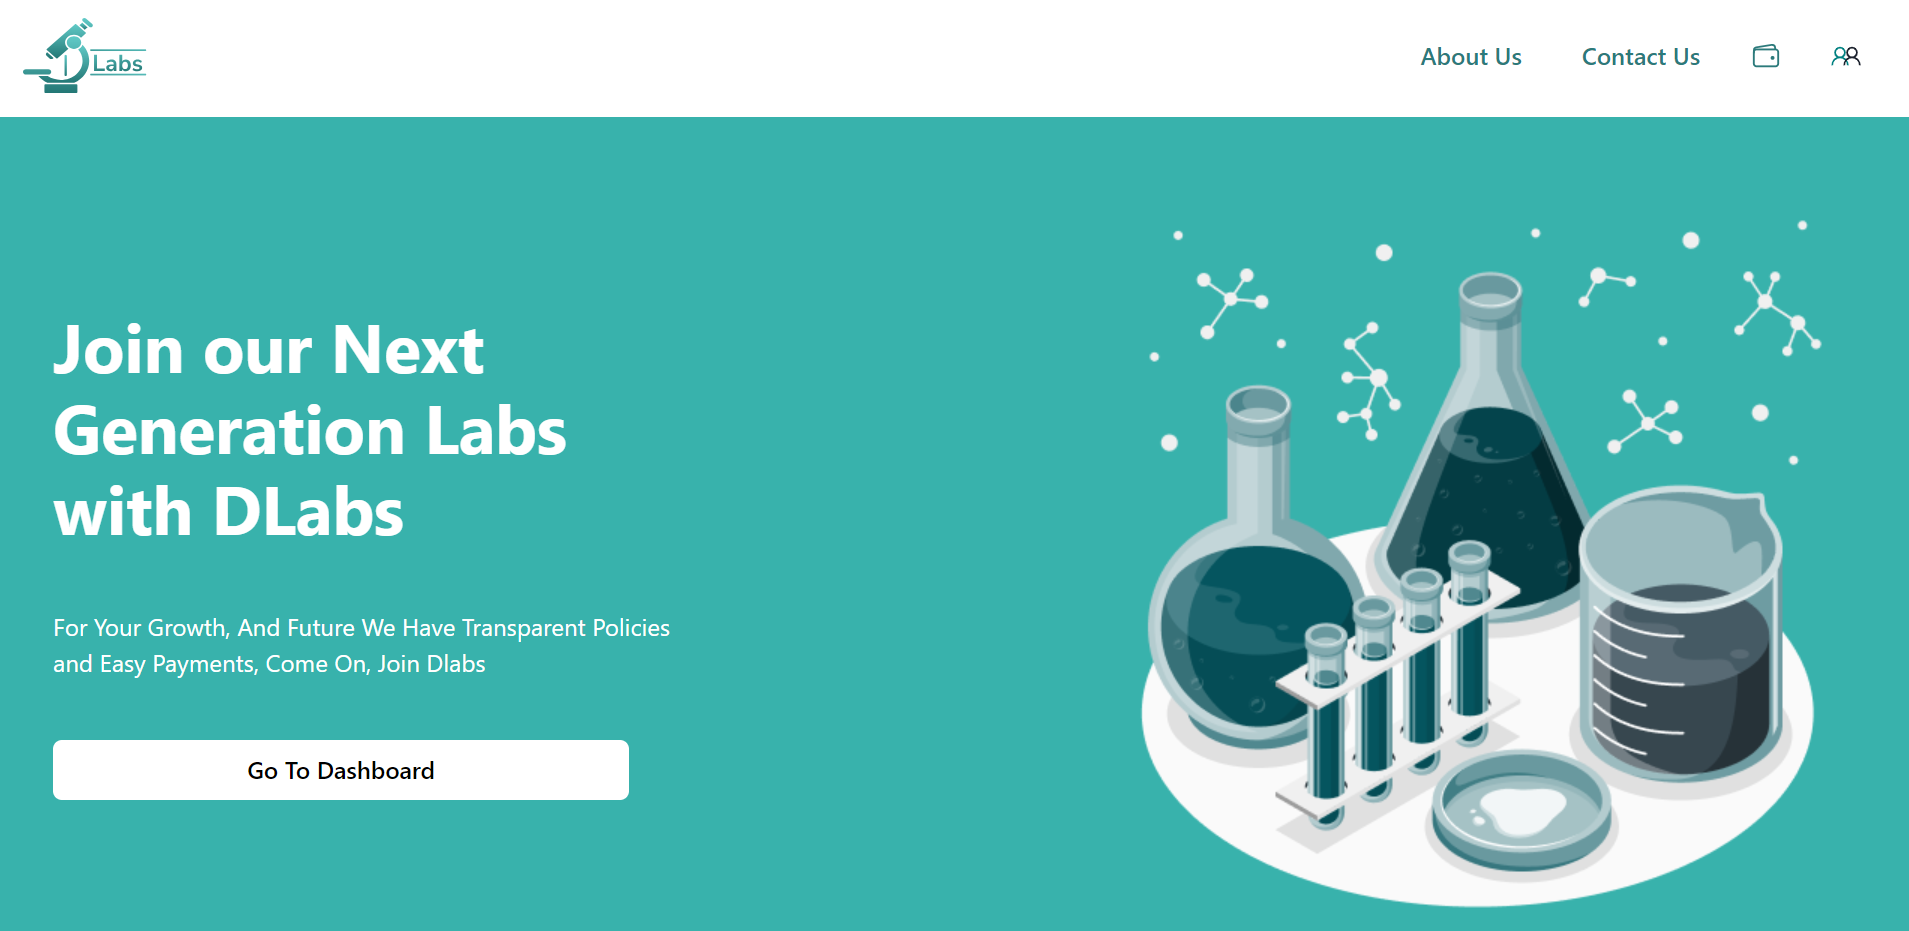 Labs
About Us
Contact Us
Join our Next
Generation Labs
with DLabs
For Your Growth, And Future We Have Transparent Policies
and Easy Payments, Come On, Join Dlabs
Go To Dashboard